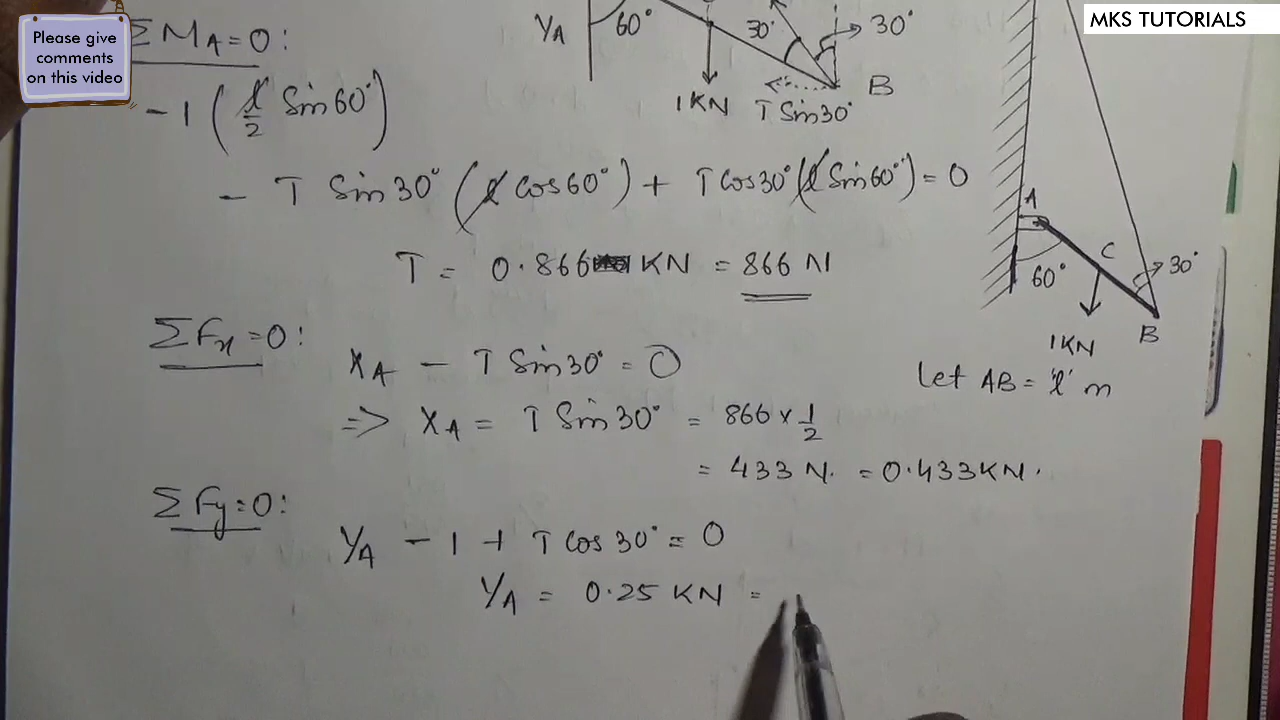 Please give
comments
on this video
MKS TUTORIALS
ΣMA=0:
YA 60° 30° 30°
B
1KN T Sin30°
-1 (l/2 Sin60°)
- T Sin30° (l Cos60°) + T Cos30° (l Sin60°) = 0
A
T = 0.866 KN = 866 N
C
60° 30°
B
1KN
ΣFx=0:
XA - T Sin30° = 0
Let AB = 'l' m
=> XA = T Sin30° = 866 x 1/2
= 433 N. = 0.433KN.
ΣFy=0:
YA - 1 + T Cos30° = 0
YA = 0.25 KN =